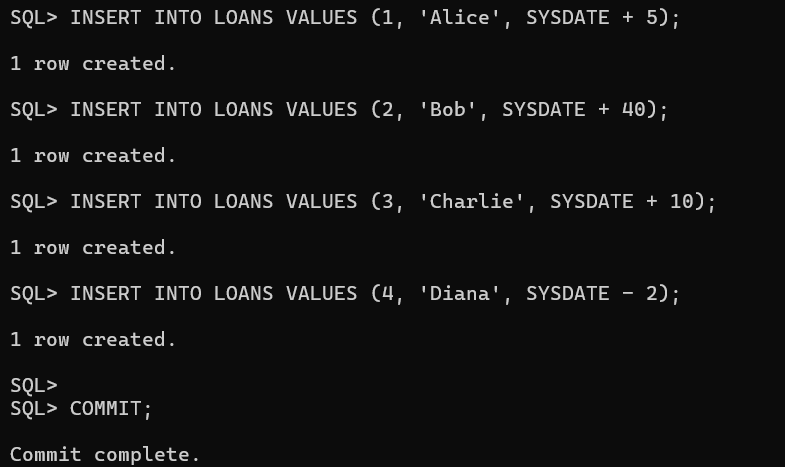 SQL> INSERT INTO LOANS VALUES (1, 'Alice', SYSDATE + 5);
1 row created.
SQL> INSERT INTO LOANS VALUES (2, 'Bob', SYSDATE + 40);
1 row created.
SQL> INSERT INTO LOANS VALUES (3, 'Charlie', SYSDATE + 10);
1 row created.
SQL> INSERT INTO LOANS VALUES (4, 'Diana', SYSDATE - 2);
1 row created.
SQL>
SQL> COMMIT;
Commit complete.